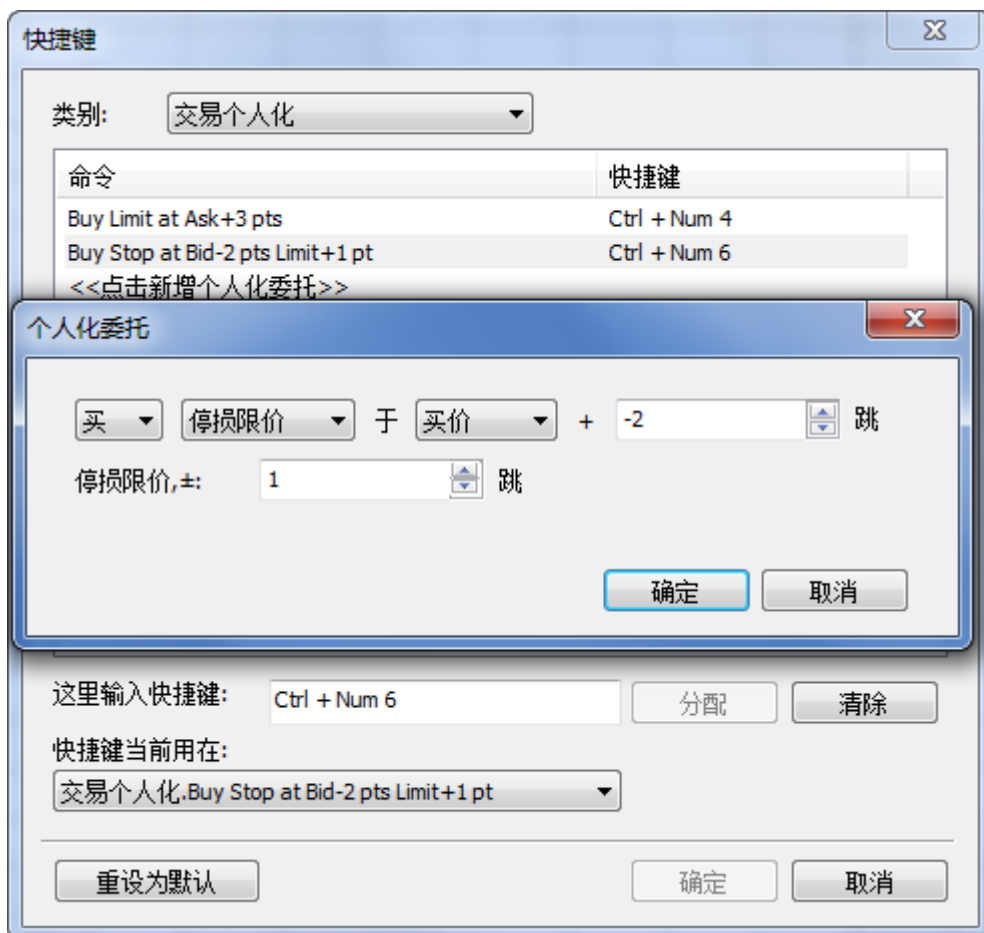 快捷键
类别: 交易个人化
命令 快捷键
Buy Limit at Ask+3 pts Ctrl + Num 4
Buy Stop at Bid-2 pts Limit+1 pt Ctrl + Num 6
<<点击新增个人化委托>>
个人化委托
买 停损限价 于 买价 + -2 跳
停损限价,±: 1 跳
确定 取消
这里输入快捷键: Ctrl + Num 6 分配 清除
快捷键当前用在:
交易个人化.Buy Stop at Bid-2 pts Limit+1 pt
重设为默认 确定 取消